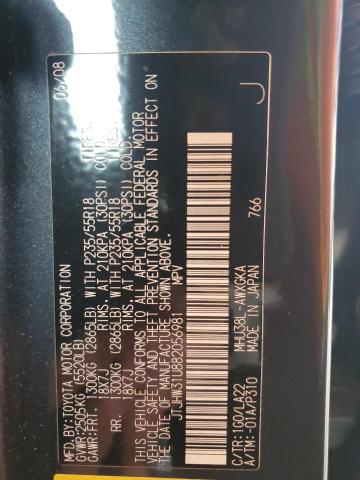 MFD.BY:TOYOTA MOTOR CORPORATION 06/08
GVWR:2505KG (5520LB)
GAWR:FRT. 1300KG (2865LB) WITH P235/55R18 TIRES,
18X7J RIMS, AT 210KPA (30PSI) COLD.
RR. 1300KG (2865LB) WITH P235/55R18 TIRES,
18X7J RIMS, AT 210KPA (30PSI) COLD.
THIS VEHICLE CONFORMS TO ALL APPLICABLE FEDERAL MOTOR
VEHICLE SAFETY AND THEFT PREVENTION STANDARDS IN EFFECT ON
THE DATE OF MANUFACTURE SHOWN ABOVE.
JTJHW31U882056981 MPV J
C/TC:1G0/LA22 MHU38L-AWXGKA 766
A/TM:-01A/P310 MADE IN JAPAN